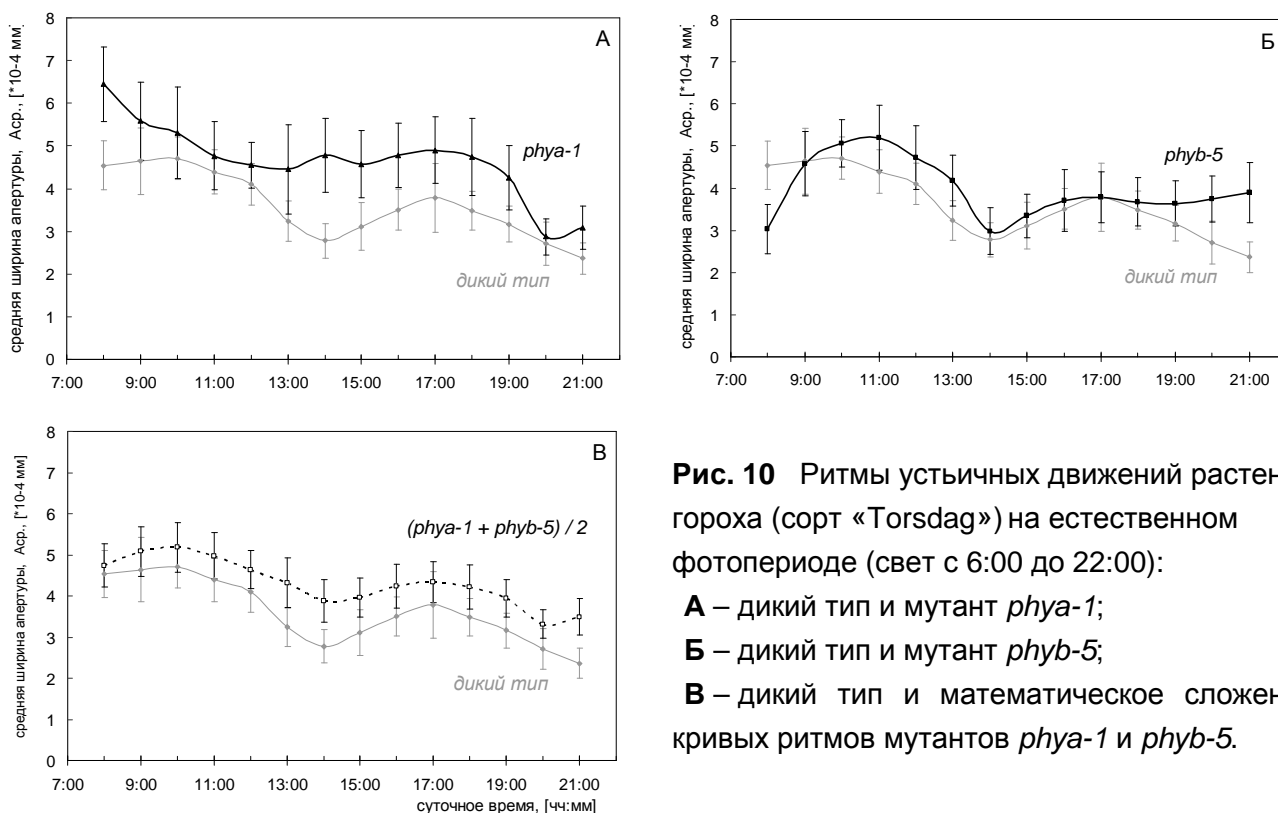 средняя ширина апертуры, Аср., [*10-4 мм]
8
7
6
5
4
3
2
1
0
А
phya-1
дикий тип
7:00 9:00 11:00 13:00 15:00 17:00 19:00 21:00
средняя ширина апертуры, Аср., [*10-4 мм]
8
7
6
5
4
3
2
1
0
Б
phyb-5
дикий тип
7:00 9:00 11:00 13:00 15:00 17:00 19:00 21:00
средняя ширина апертуры, Аср., [*10-4 мм]
8
7
6
5
4
3
2
1
0
В
(phya-1 + phyb-5) / 2
дикий тип
7:00 9:00 11:00 13:00 15:00 17:00 19:00 21:00
суточное время, [чч:мм]
Рис. 10 Ритмы устьичных движений растен
гороха (сорт «Torsdag») на естественном
фотопериоде (свет с 6:00 до 22:00):
А – дикий тип и мутант phya-1;
Б – дикий тип и мутант phyb-5;
В – дикий тип и математическое сложен
кривых ритмов мутантов phya-1 и phyb-5.